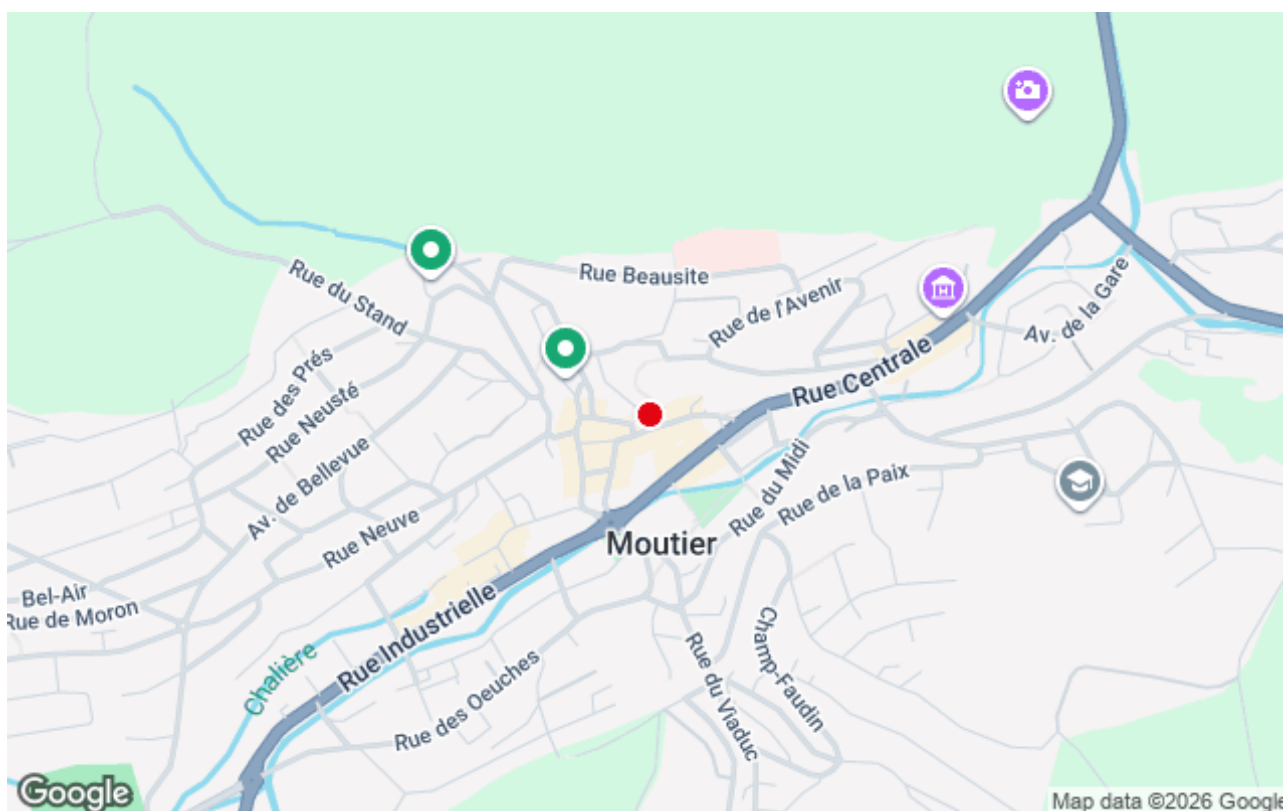 Rue Beausite
Rue du Stand
Rue de l'Avenir
Av. de la Gare
Rue Centrale
Rue des Prés
Rue Neusté
Av. de Bellevue
Rue du Midi
Rue de la Paix
Rue Neuve
Moutier
Bel-Air
Rue de Moron
Rue Industrielle
Chalière
Champ-Faudin
Rue des Oeuches
Rue du Viaduc
Google
Map data ©2026 Google